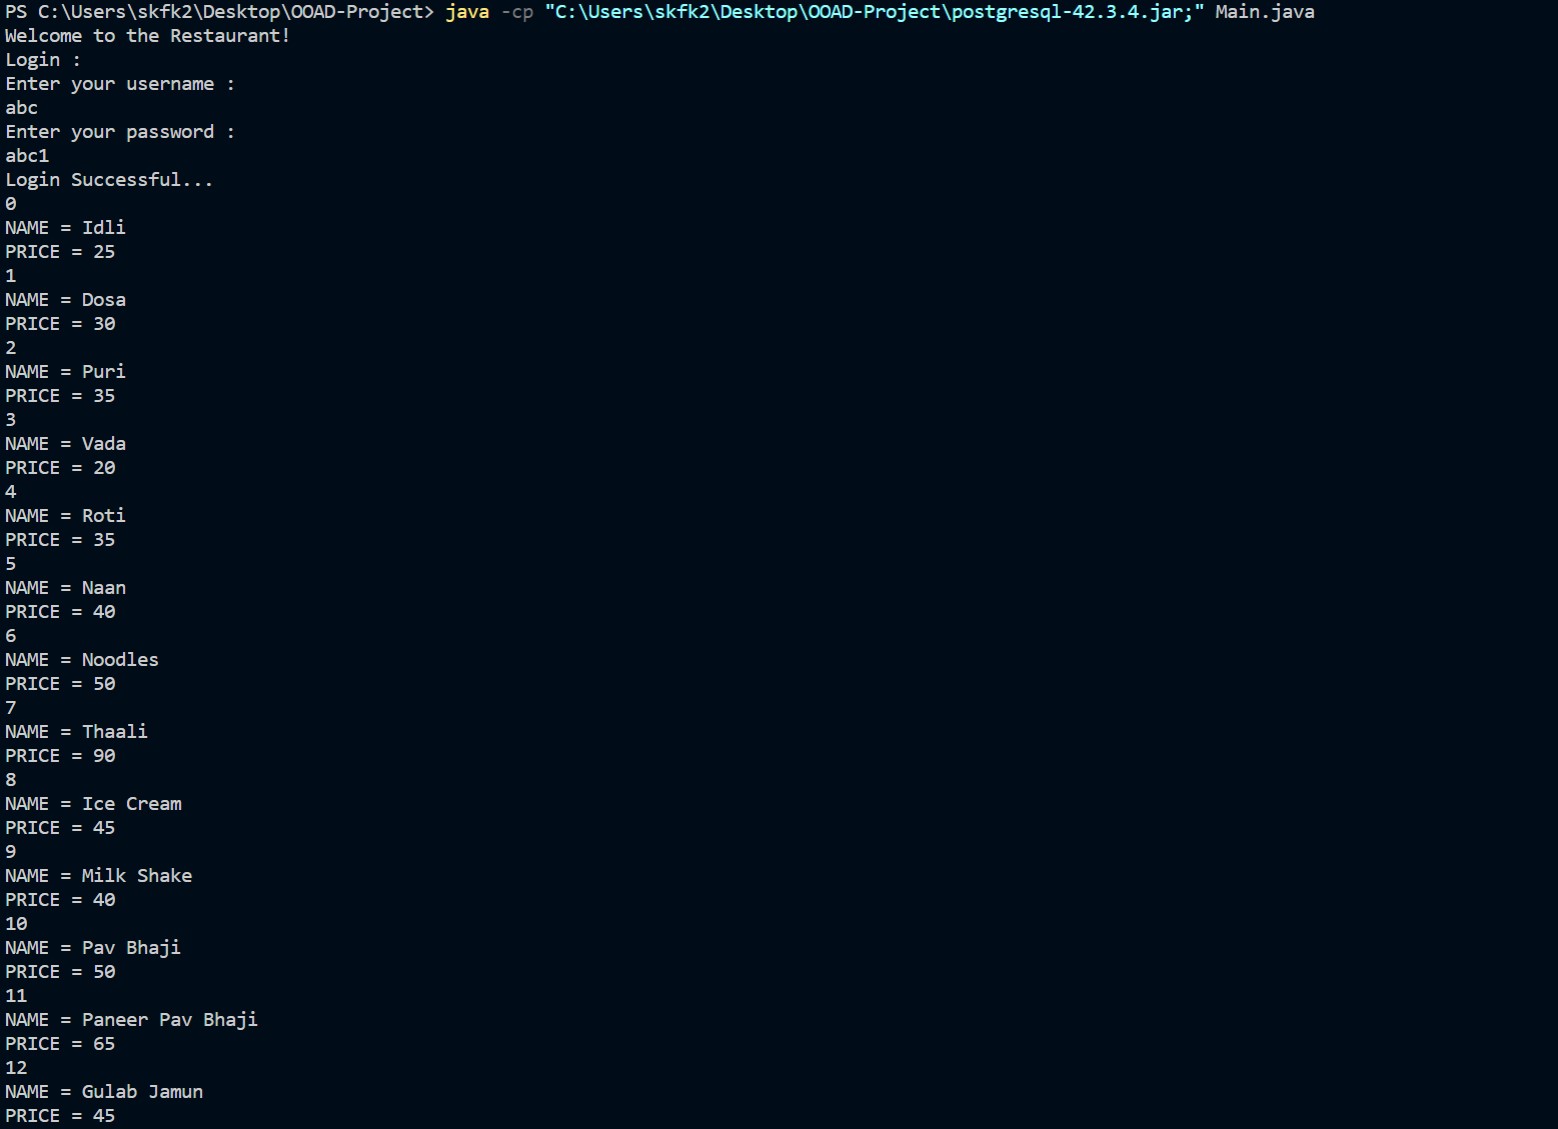 PS C:\Users\skfk2\Desktop\OOAD-Project> java -cp "C:\Users\skfk2\Desktop\OOAD-Project\postgresql-42.3.4.jar;" Main.java
Welcome to the Restaurant!
Login :
Enter your username :
abc
Enter your password :
abc1
Login Successful...
0
NAME = Idli
PRICE = 25
1
NAME = Dosa
PRICE = 30
2
NAME = Puri
PRICE = 35
3
NAME = Vada
PRICE = 20
4
NAME = Roti
PRICE = 35
5
NAME = Naan
PRICE = 40
6
NAME = Noodles
PRICE = 50
7
NAME = Thaali
PRICE = 90
8
NAME = Ice Cream
PRICE = 45
9
NAME = Milk Shake
PRICE = 40
10
NAME = Pav Bhaji
PRICE = 50
11
NAME = Paneer Pav Bhaji
PRICE = 65
12
NAME = Gulab Jamun
PRICE = 45